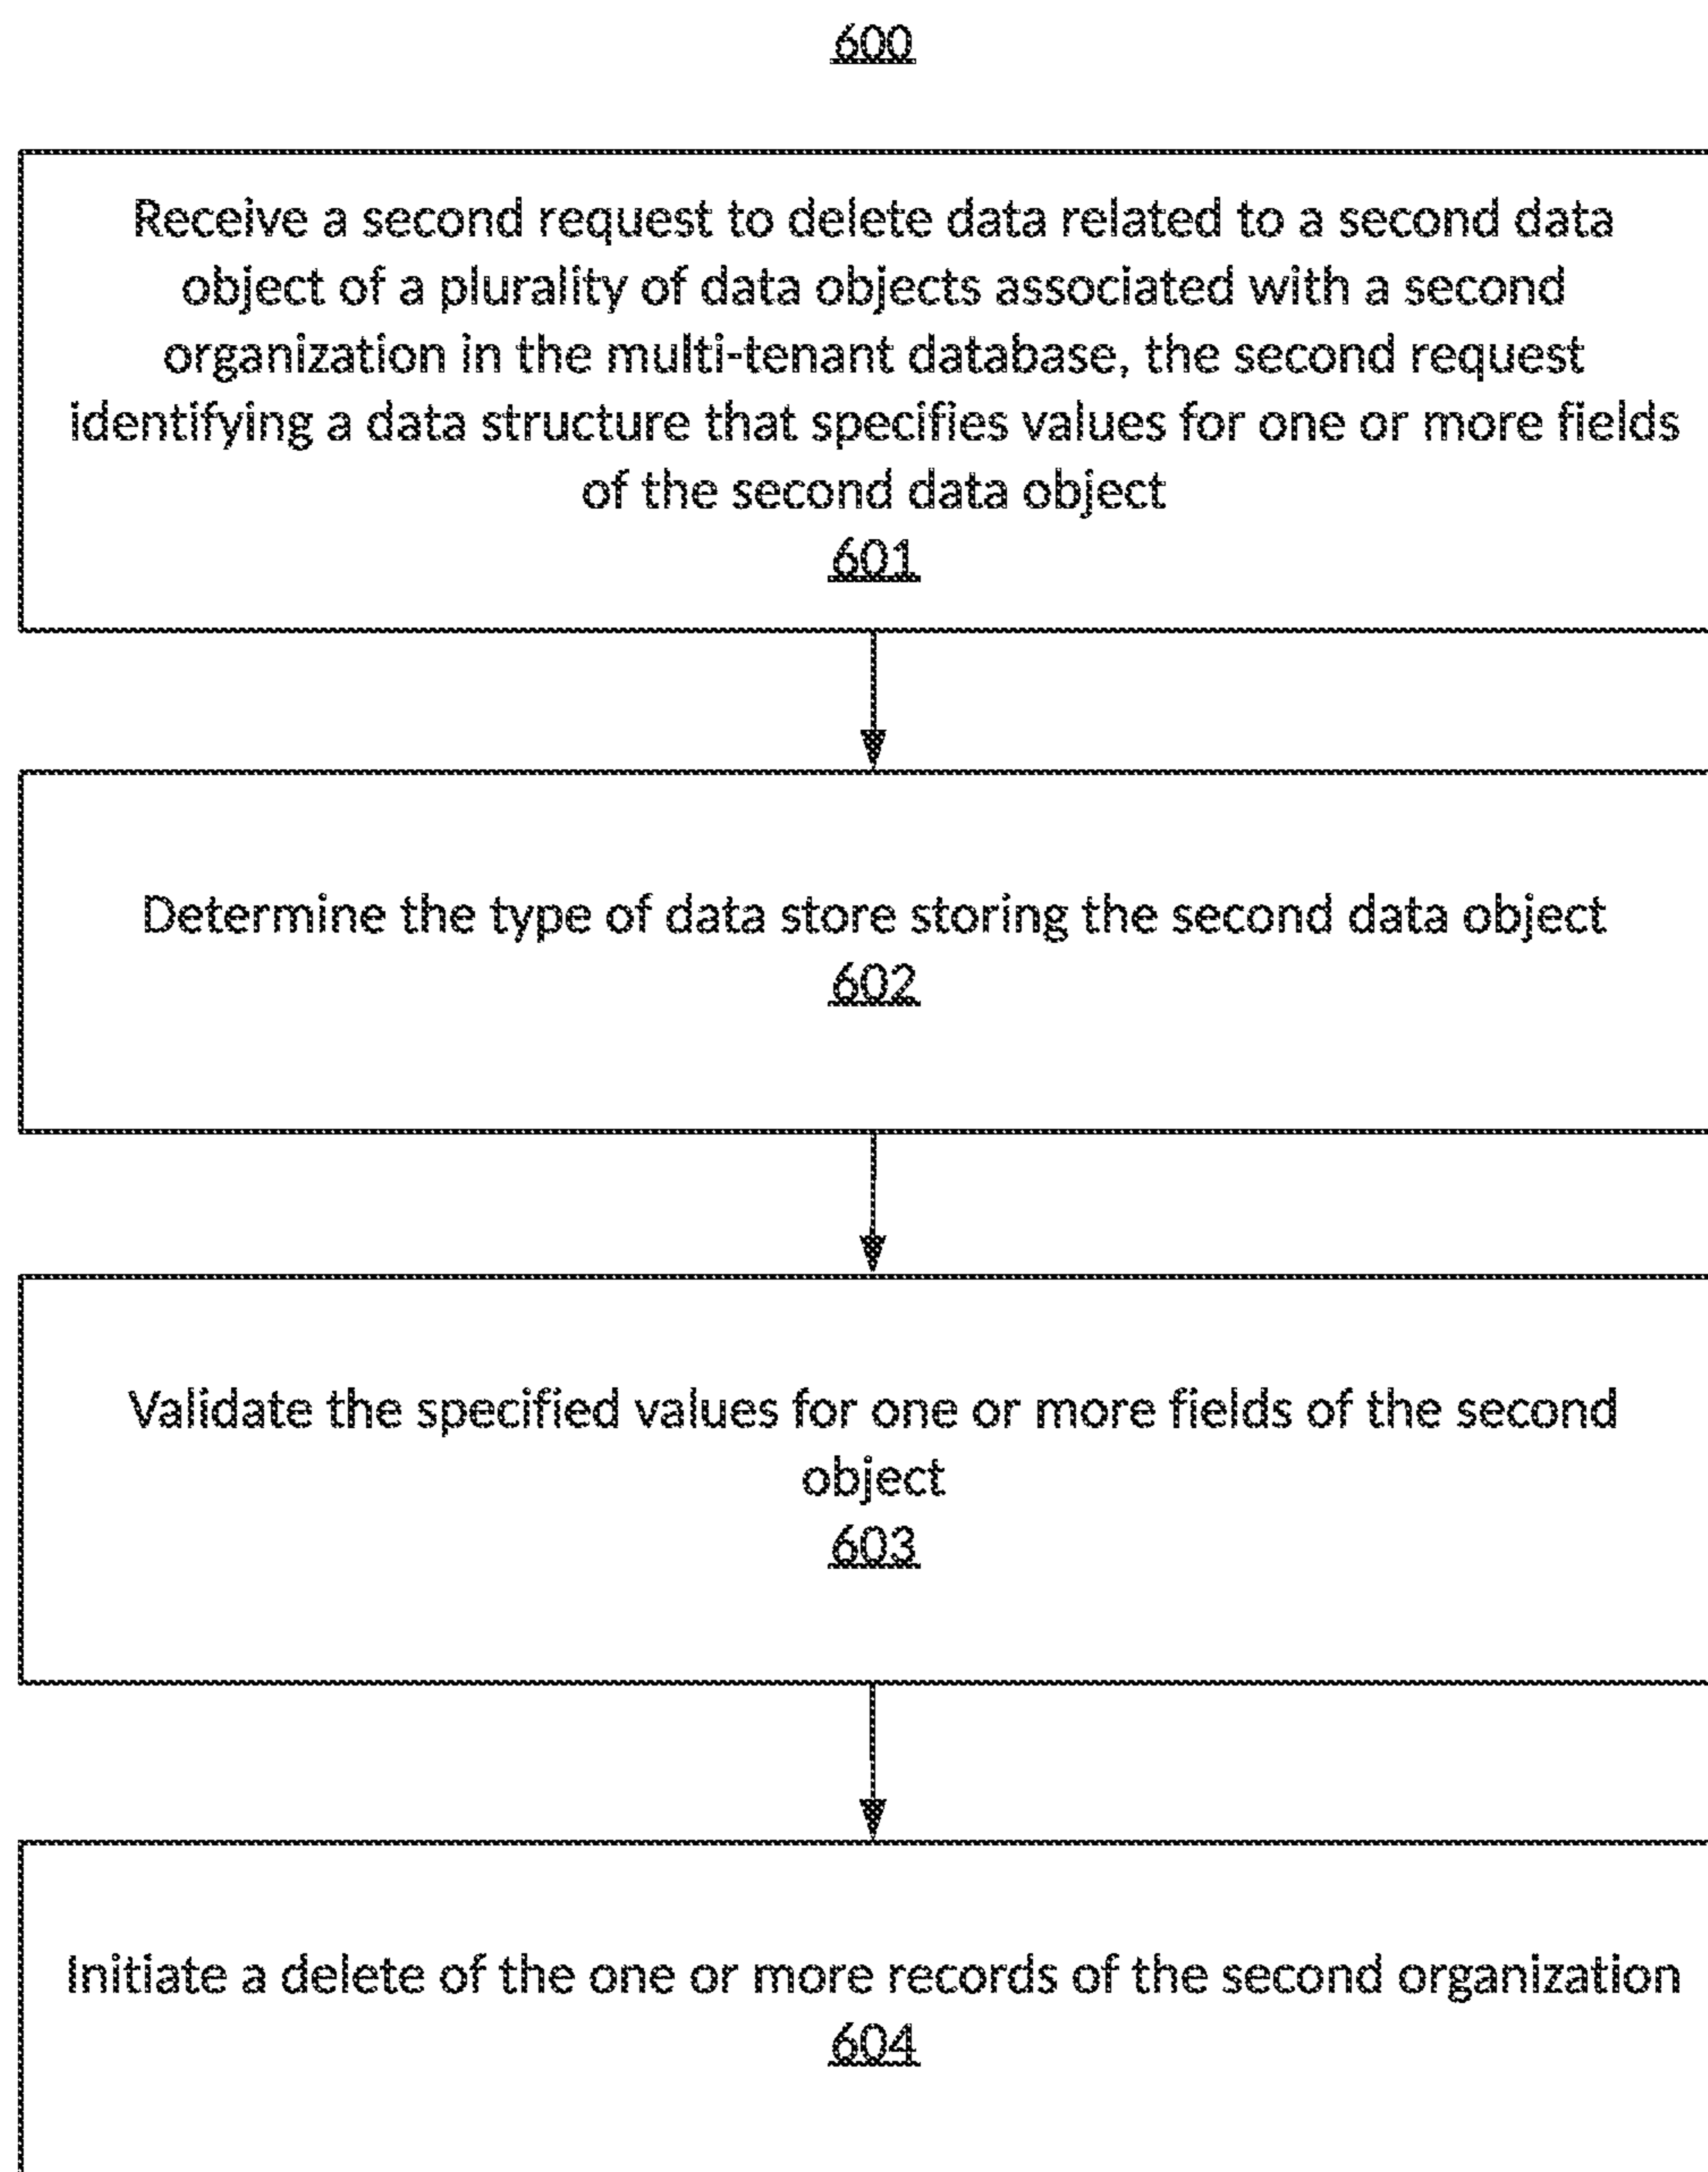 600
Receive a second request to delete data related to a second data
object of a plurality of data objects associated with a second
organization in the multi-tenant database, the second request
identifying a data structure that specifies values for one or more fields
of the second data object
601
Determine the type of data store storing the second data object
602
Validate the specified values for one or more fields of the second
object
603
Initiate a delete of the one or more records of the second organization
604